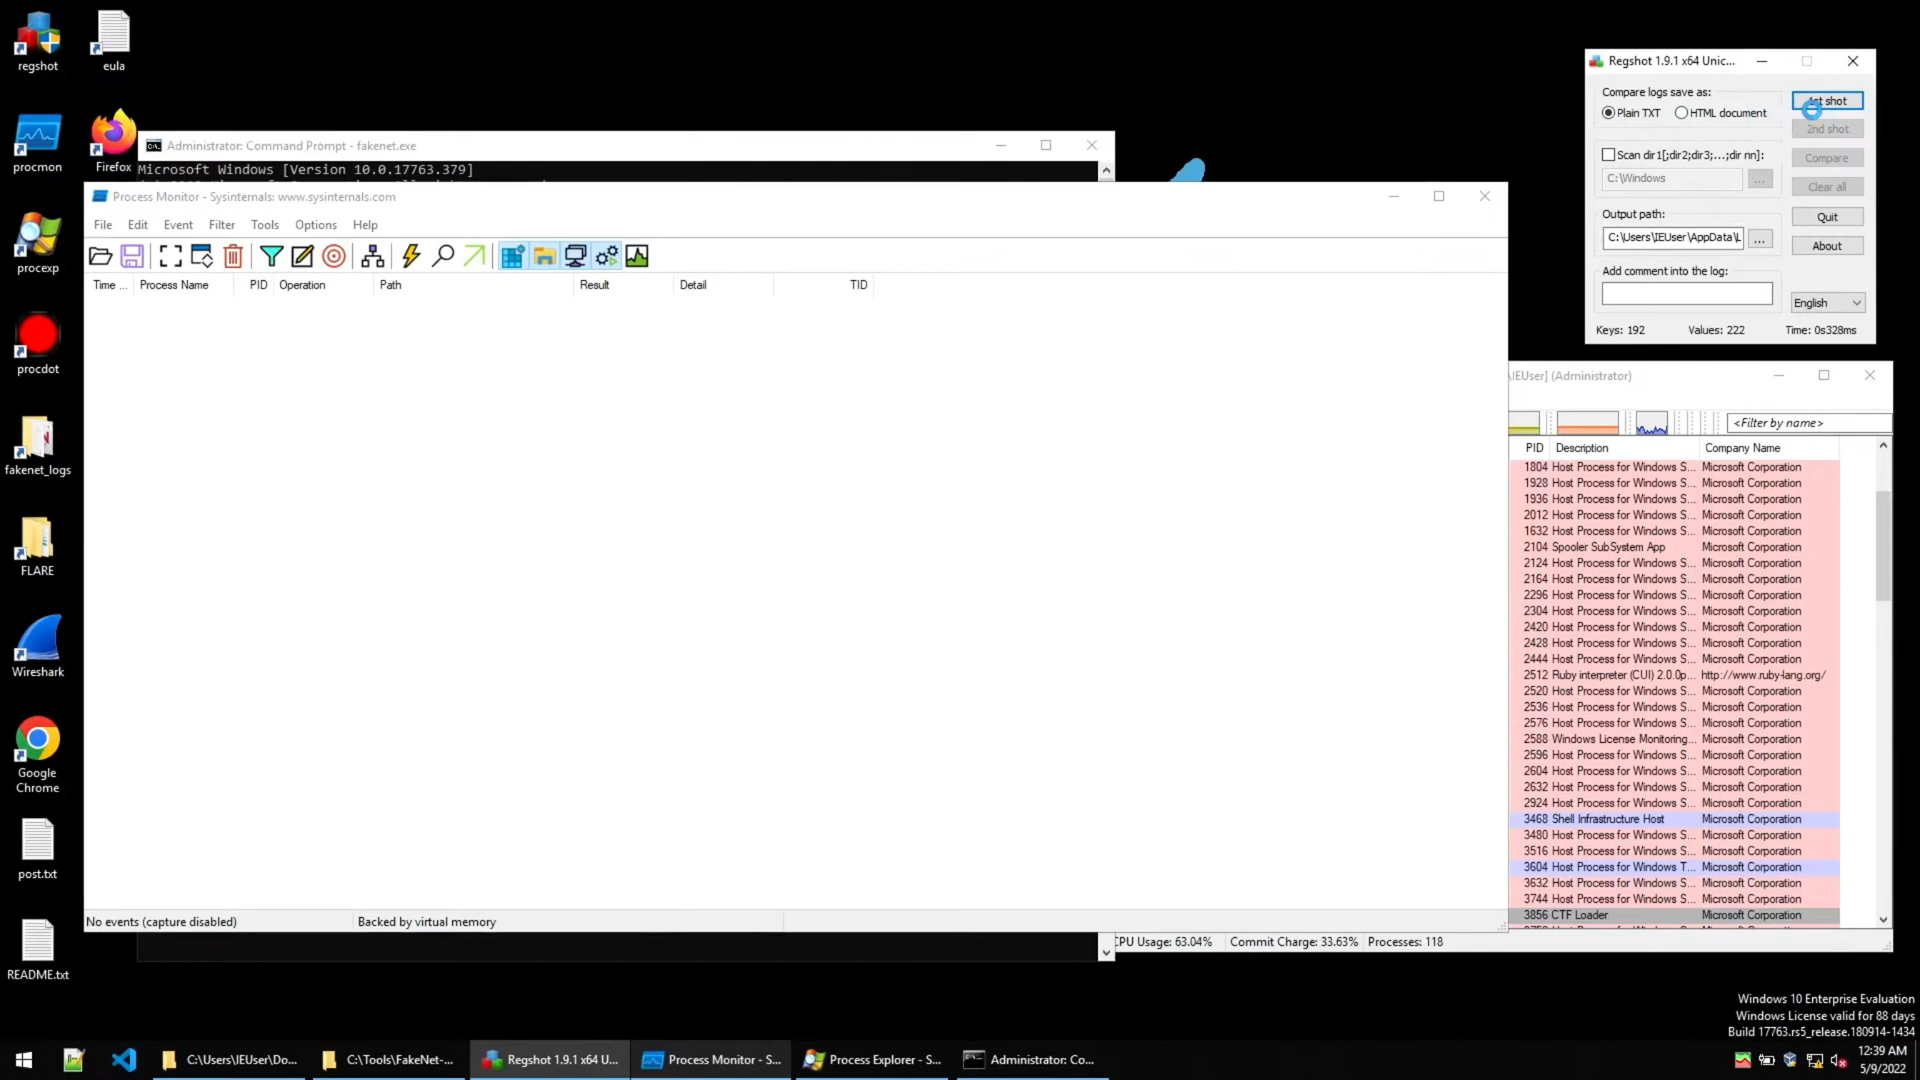 regshot
eula
procmon
Firefox
procexp
procdot
fakenet_logs
FLARE
Wireshark
Google
Chrome
post.txt
README.txt
Administrator: Command Prompt - fakenet.exe
Microsoft Windows [Version 10.0.17763.379]
Process Monitor - Sysinternals: www.sysinternals.com
File Edit Event Filter Tools Options Help
Time ... Process Name PID Operation Path Result Detail TID
No events (capture disabled) Backed by virtual memory
Regshot 1.9.1 x64 Unic...
Compare logs save as:
Plain TXT HTML document
1st shot
2nd shot
Scan dir1[;dir2;dir3;...;dir nn]:
Compare
C:\Windows ...
Clear all
Output path:
Quit
C:\Users\IEUser\AppData\L ...
About
Add comment into the log:
English
Keys: 192 Values: 222 Time: 0s328ms
\IEUser] (Administrator)
<Filter by name>
PID Description Company Name
1804 Host Process for Windows S... Microsoft Corporation
1928 Host Process for Windows S... Microsoft Corporation
1936 Host Process for Windows S... Microsoft Corporation
2012 Host Process for Windows S... Microsoft Corporation
1632 Host Process for Windows S... Microsoft Corporation
2104 Spooler SubSystem App Microsoft Corporation
2124 Host Process for Windows S... Microsoft Corporation
2164 Host Process for Windows S... Microsoft Corporation
2296 Host Process for Windows S... Microsoft Corporation
2304 Host Process for Windows S... Microsoft Corporation
2420 Host Process for Windows S... Microsoft Corporation
2428 Host Process for Windows S... Microsoft Corporation
2444 Host Process for Windows S... Microsoft Corporation
2512 Ruby interpreter (CUI) 2.0.0p... http://www.ruby-lang.org/
2520 Host Process for Windows S... Microsoft Corporation
2536 Host Process for Windows S... Microsoft Corporation
2576 Host Process for Windows S... Microsoft Corporation
2588 Windows License Monitoring... Microsoft Corporation
2596 Host Process for Windows S... Microsoft Corporation
2604 Host Process for Windows S... Microsoft Corporation
2632 Host Process for Windows S... Microsoft Corporation
2924 Host Process for Windows S... Microsoft Corporation
3468 Shell Infrastructure Host Microsoft Corporation
3480 Host Process for Windows S... Microsoft Corporation
3516 Host Process for Windows S... Microsoft Corporation
3604 Host Process for Windows T... Microsoft Corporation
3632 Host Process for Windows S... Microsoft Corporation
3744 Host Process for Windows S... Microsoft Corporation
3856 CTF Loader Microsoft Corporation
CPU Usage: 63.04% Commit Charge: 33.63% Processes: 118
Windows 10 Enterprise Evaluation
Windows License valid for 88 days
Build 17763.rs5_release.180914-1434
C:\Users\IEUser\Do... C:\Tools\FakeNet-... Regshot 1.9.1 x64 U... Process Monitor - S... Process Explorer - S... Administrator: Co...
12:39 AM
5/9/2022